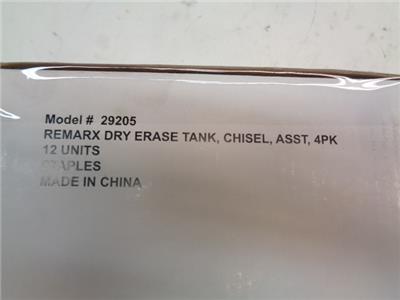 Model # 29205
REMARX DRY ERASE TANK, CHISEL, ASST, 4PK
12 UNITS
STAPLES
MADE IN CHINA